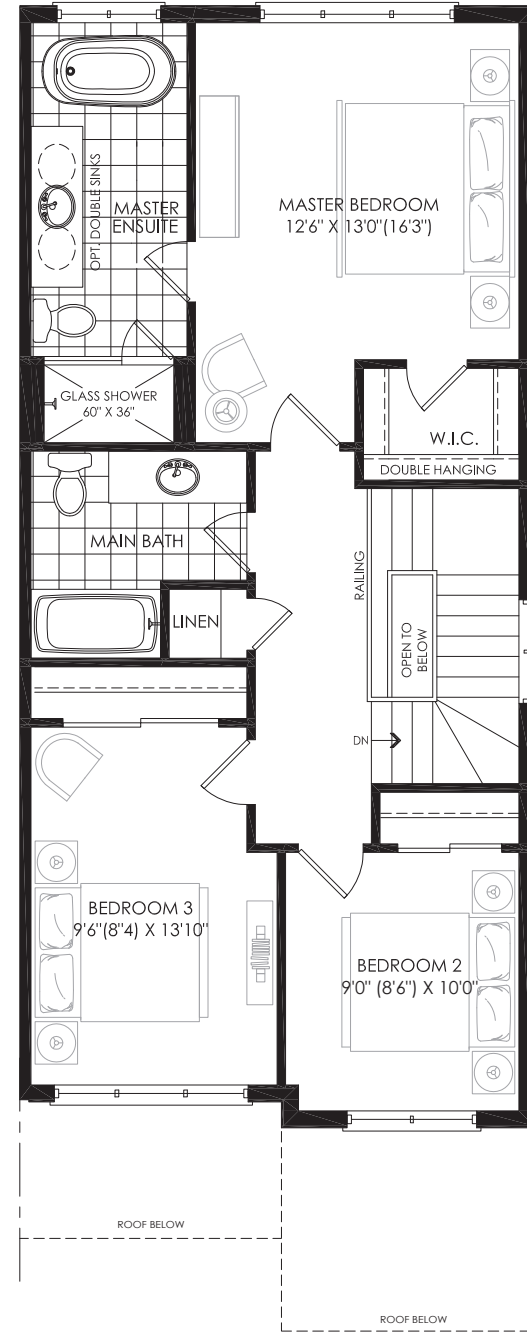 OPT. DOUBLE SINKS
MASTER
ENSUITE
MASTER BEDROOM
12'6" X 13'0"(16'3")
GLASS SHOWER
60" X 36"
W.I.C.
DOUBLE HANGING
MAIN BATH
LINEN
RAILING
OPEN TO
BELOW
DN
BEDROOM 3
9'6"(8"4) X 13'10"
BEDROOM 2
9'0" (8'6") X 10'0"
ROOF BELOW
ROOF BELOW